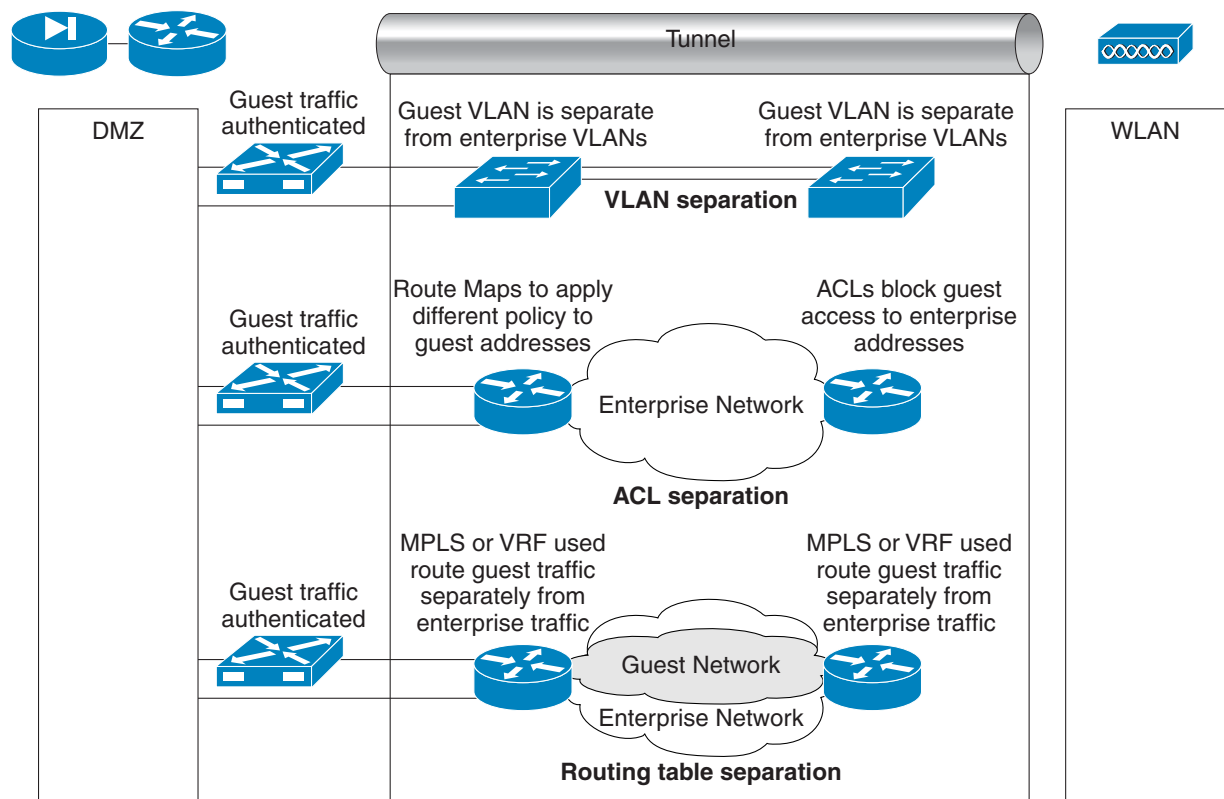 Tunnel
DMZ
WLAN
Guest traffic
authenticated
Guest VLAN is separate
from enterprise VLANs
Guest VLAN is separate
from enterprise VLANs
VLAN separation
Guest traffic
authenticated
Route Maps to apply
different policy to
guest addresses
ACLs block guest
access to enterprise
addresses
Enterprise Network
ACL separation
Guest traffic
authenticated
MPLS or VRF used
route guest traffic
separately from
enterprise traffic
MPLS or VRF used
route guest traffic
separately from
enterprise traffic
Guest Network
Enterprise Network
Routing table separation